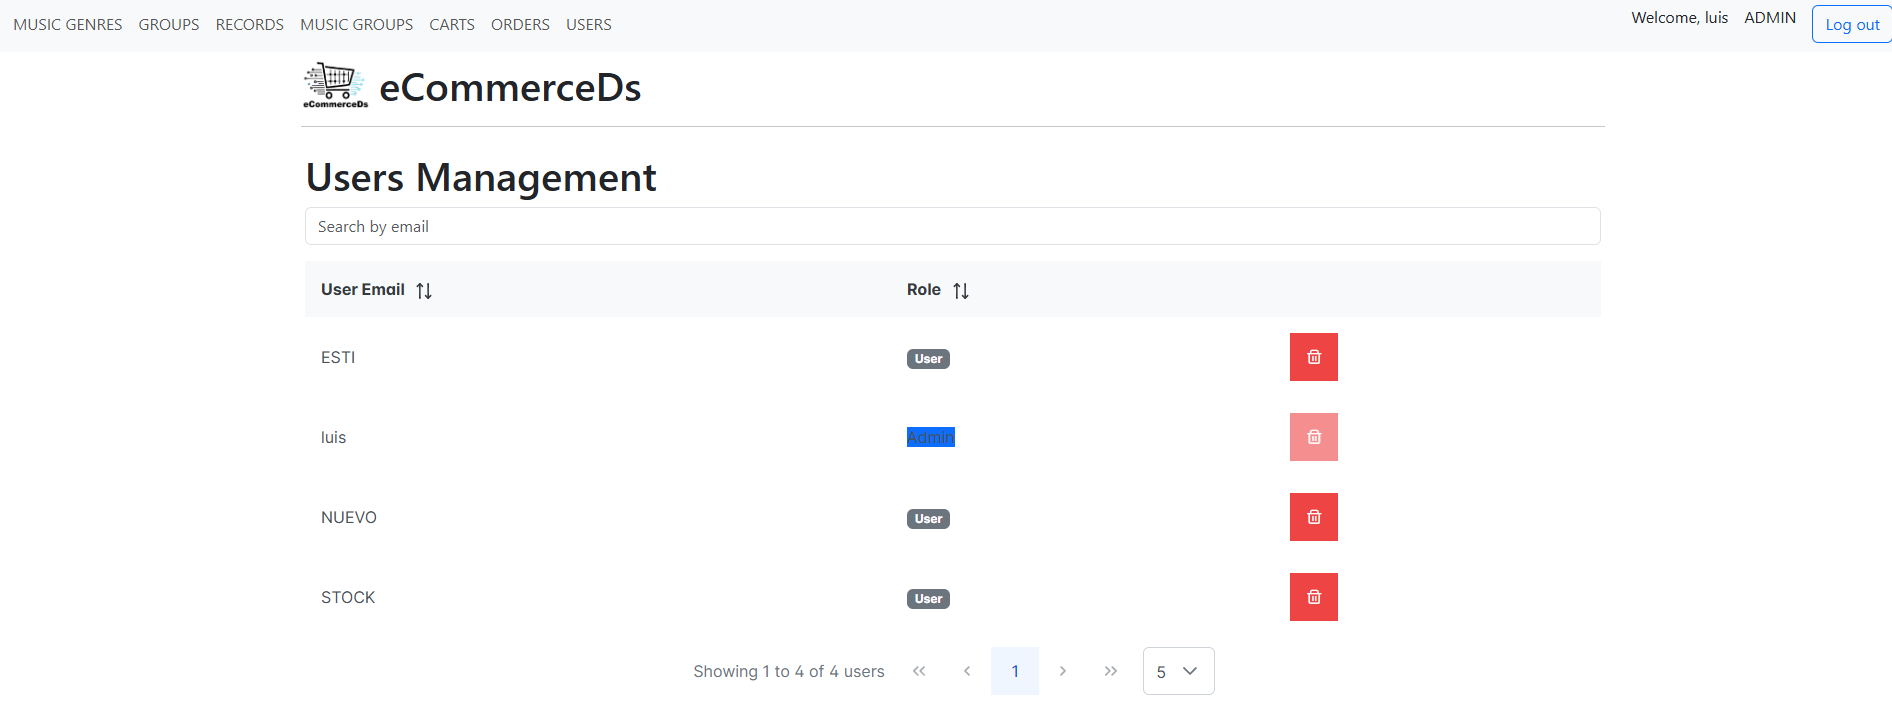 MUSIC GENRES GROUPS RECORDS MUSIC GROUPS CARTS ORDERS USERS Welcome, luis ADMIN Log out
eCommerceDs eCommerceDs
Users Management
Search by email
User Email Role
ESTI User
luis Admin
NUEVO User
STOCK User
Showing 1 to 4 of 4 users 1 5